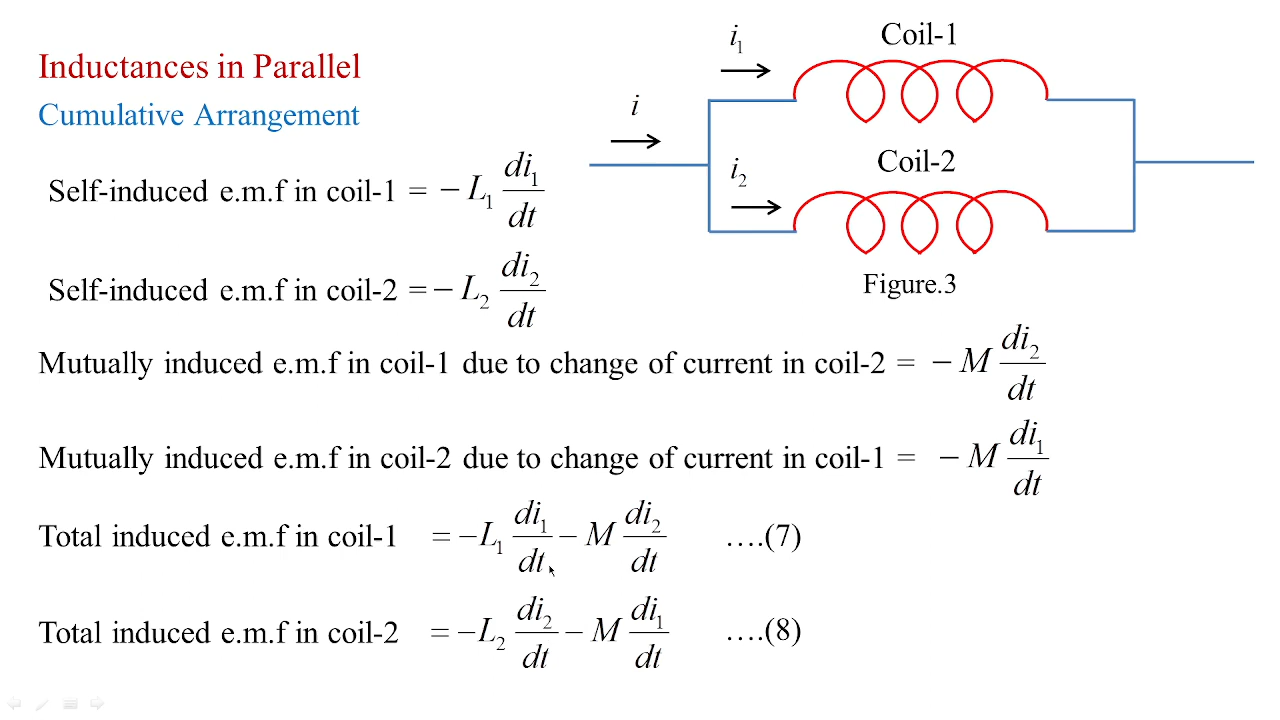 Inductances in Parallel
Cumulative Arrangement
i
i₁
Coil-1
i₂
Coil-2
Figure.3
Self-induced e.m.f in coil-1 = −L₁ di₁/dt
Self-induced e.m.f in coil-2 = −L₂ di₂/dt
Mutually induced e.m.f in coil-1 due to change of current in coil-2 = −M di₂/dt
Mutually induced e.m.f in coil-2 due to change of current in coil-1 = −M di₁/dt
Total induced e.m.f in coil-1 = −L₁ di₁/dt − M di₂/dt ….(7)
Total induced e.m.f in coil-2 = −L₂ di₂/dt − M di₁/dt ….(8)